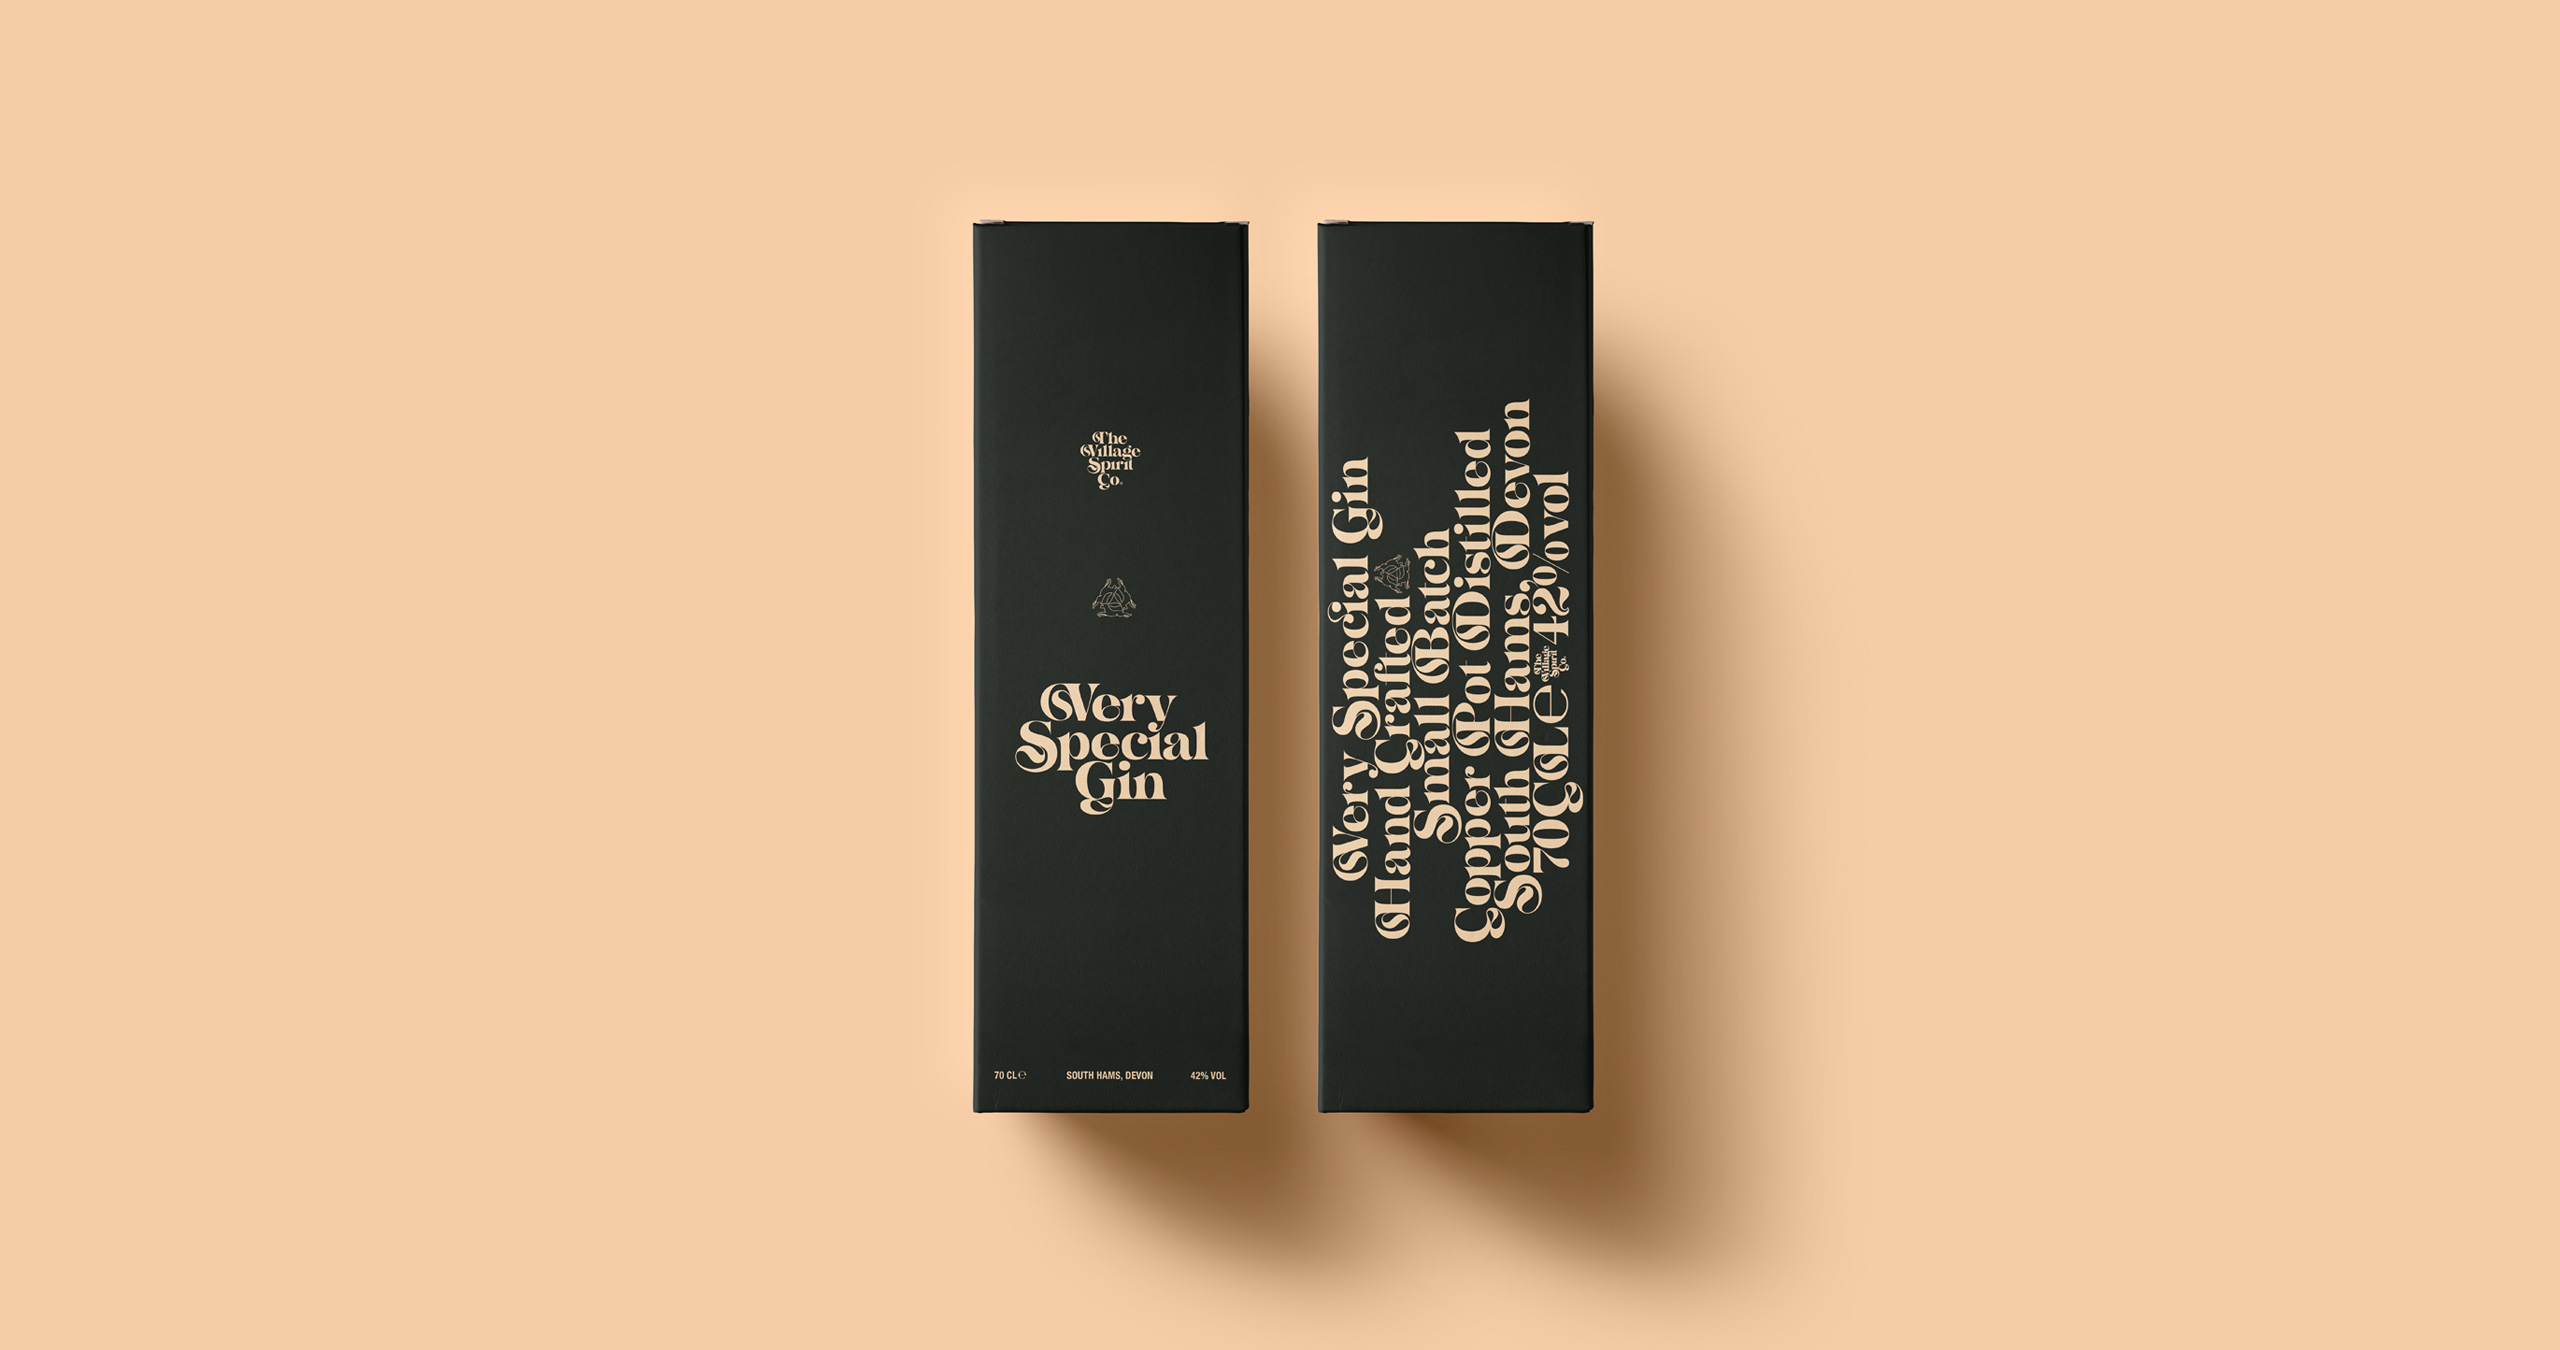 The
Village
Spirit
Co.
Very
Special
Gin
70 CL℮
SOUTH HAMS, DEVON
42% VOL
Very Special Gin
Hand Crafted
Small Batch
Copper Pot Distilled
South Hams, Devon
70CL℮ The Village Spirit Co. 42%vol